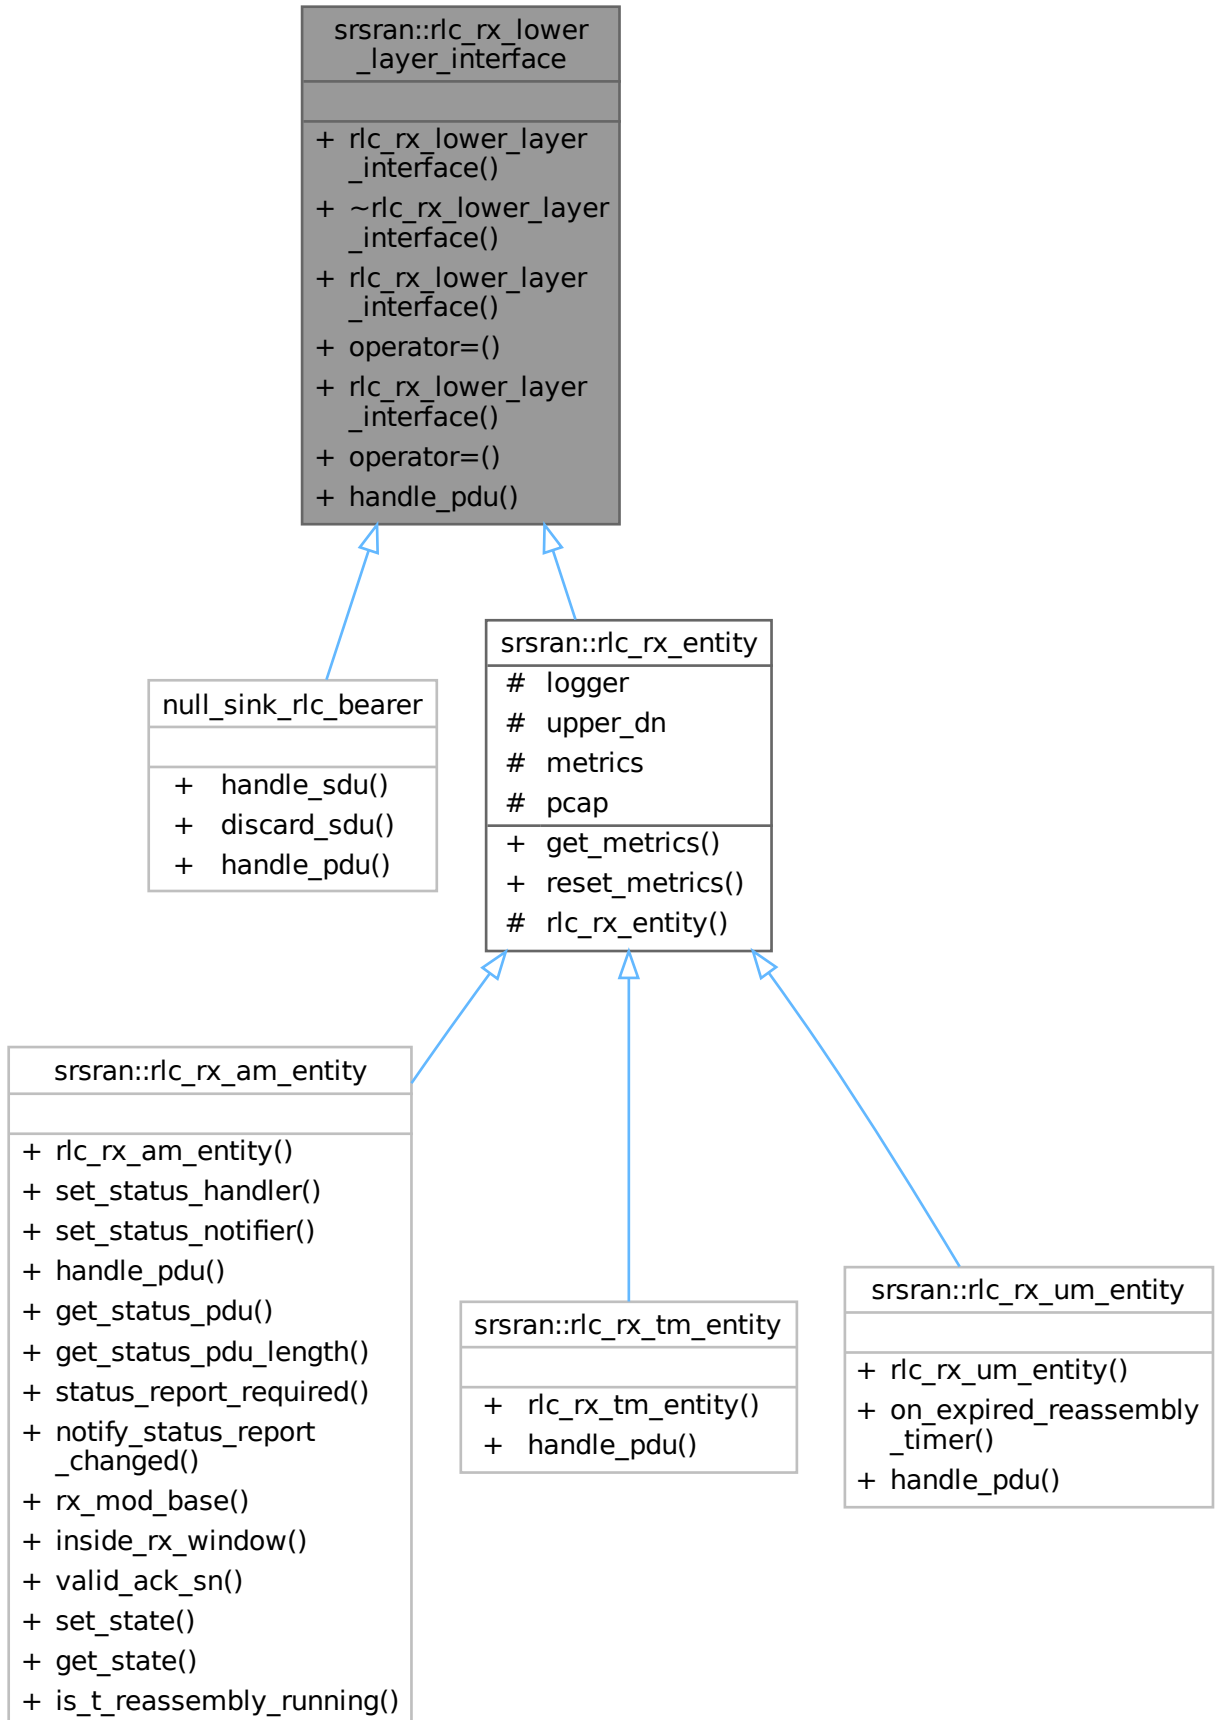 srsran::rlc_rx_lower
_layer_interface
+ rlc_rx_lower_layer
_interface()
+ ~rlc_rx_lower_layer
_interface()
+ rlc_rx_lower_layer
_interface()
+ operator=()
+ rlc_rx_lower_layer
_interface()
+ operator=()
+ handle_pdu()
null_sink_rlc_bearer
+ handle_sdu()
+ discard_sdu()
+ handle_pdu()
srsran::rlc_rx_entity
# logger
# upper_dn
# metrics
# pcap
+ get_metrics()
+ reset_metrics()
# rlc_rx_entity()
srsran::rlc_rx_am_entity
+ rlc_rx_am_entity()
+ set_status_handler()
+ set_status_notifier()
+ handle_pdu()
+ get_status_pdu()
+ get_status_pdu_length()
+ status_report_required()
+ notify_status_report
_changed()
+ rx_mod_base()
+ inside_rx_window()
+ valid_ack_sn()
+ set_state()
+ get_state()
+ is_t_reassembly_running()
srsran::rlc_rx_tm_entity
+ rlc_rx_tm_entity()
+ handle_pdu()
srsran::rlc_rx_um_entity
+ rlc_rx_um_entity()
+ on_expired_reassembly
_timer()
+ handle_pdu()